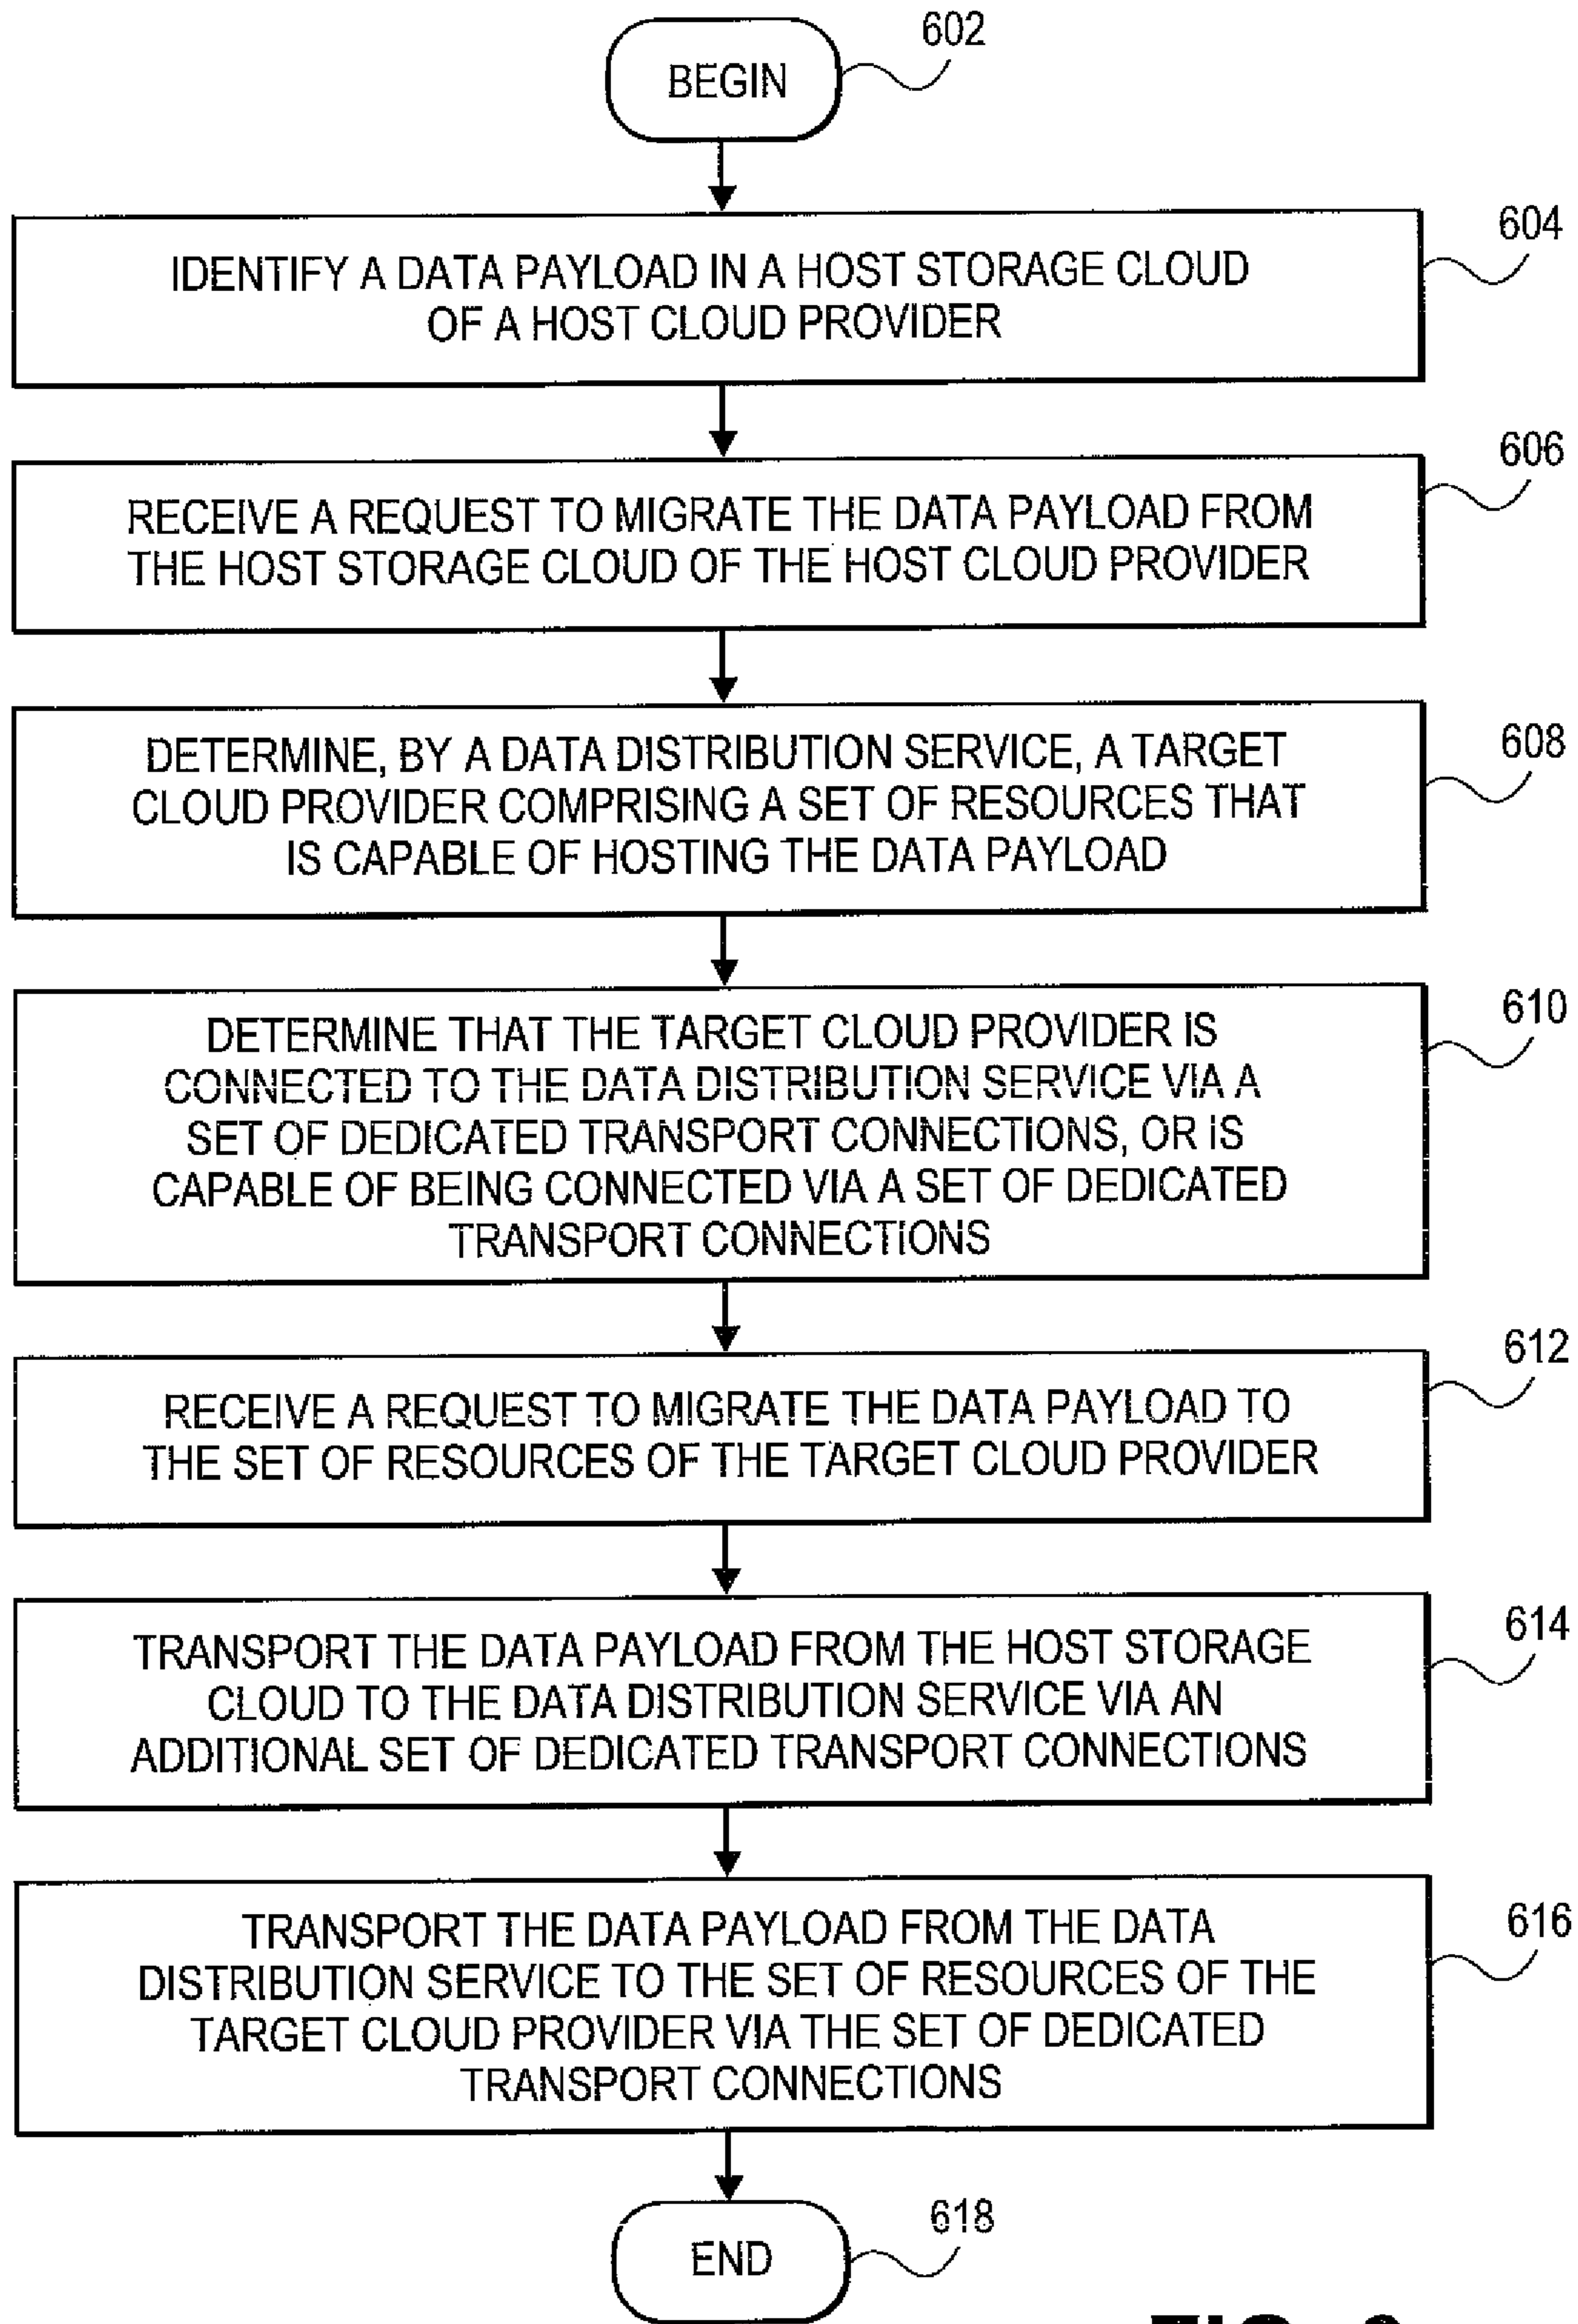 602
BEGIN
604
IDENTIFY A DATA PAYLOAD IN A HOST STORAGE CLOUD
OF A HOST CLOUD PROVIDER
606
RECEIVE A REQUEST TO MIGRATE THE DATA PAYLOAD FROM
THE HOST STORAGE CLOUD OF THE HOST CLOUD PROVIDER
608
DETERMINE, BY A DATA DISTRIBUTION SERVICE, A TARGET
CLOUD PROVIDER COMPRISING A SET OF RESOURCES THAT
IS CAPABLE OF HOSTING THE DATA PAYLOAD
610
DETERMINE THAT THE TARGET CLOUD PROVIDER IS
CONNECTED TO THE DATA DISTRIBUTION SERVICE VIA A
SET OF DEDICATED TRANSPORT CONNECTIONS, OR IS
CAPABLE OF BEING CONNECTED VIA A SET OF DEDICATED
TRANSPORT CONNECTIONS
612
RECEIVE A REQUEST TO MIGRATE THE DATA PAYLOAD TO
THE SET OF RESOURCES OF THE TARGET CLOUD PROVIDER
614
TRANSPORT THE DATA PAYLOAD FROM THE HOST STORAGE
CLOUD TO THE DATA DISTRIBUTION SERVICE VIA AN
ADDITIONAL SET OF DEDICATED TRANSPORT CONNECTIONS
616
TRANSPORT THE DATA PAYLOAD FROM THE DATA
DISTRIBUTION SERVICE TO THE SET OF RESOURCES OF THE
TARGET CLOUD PROVIDER VIA THE SET OF DEDICATED
TRANSPORT CONNECTIONS
618
END